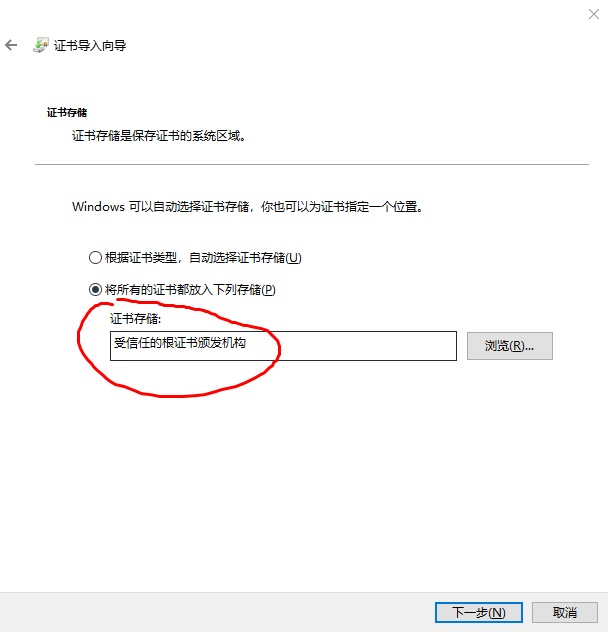 证书导入向导
证书存储
证书存储是保存证书的系统区域。
Windows 可以自动选择证书存储，你也可以为证书指定一个位置。
根据证书类型，自动选择证书存储(U)
将所有的证书都放入下列存储(P)
证书存储:
受信任的根证书颁发机构
浏览(R)...
下一步(N)
取消